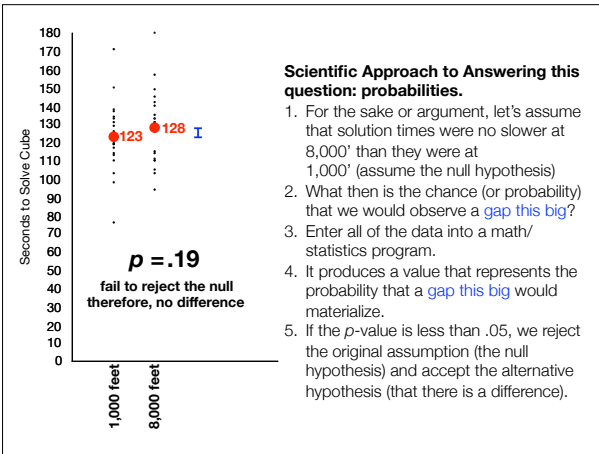 180
170
160
150
140
130
120
110
100
90
80
70
60
50
40
30
20
10
0
Seconds to Solve Cube
123
128
p = .19
fail to reject the null
therefore, no difference
1,000 feet
8,000 feet
Scientific Approach to Answering this
question: probabilities.
1. For the sake or argument, let’s assume
that solution times were no slower at
8,000’ than they were at
1,000’ (assume the null hypothesis)
2. What then is the chance (or probability)
that we would observe a gap this big?
3. Enter all of the data into a math/
statistics program.
4. It produces a value that represents the
probability that a gap this big would
materialize.
5. If the p-value is less than .05, we reject
the original assumption (the null
hypothesis) and accept the alternative
hypothesis (that there is a difference).